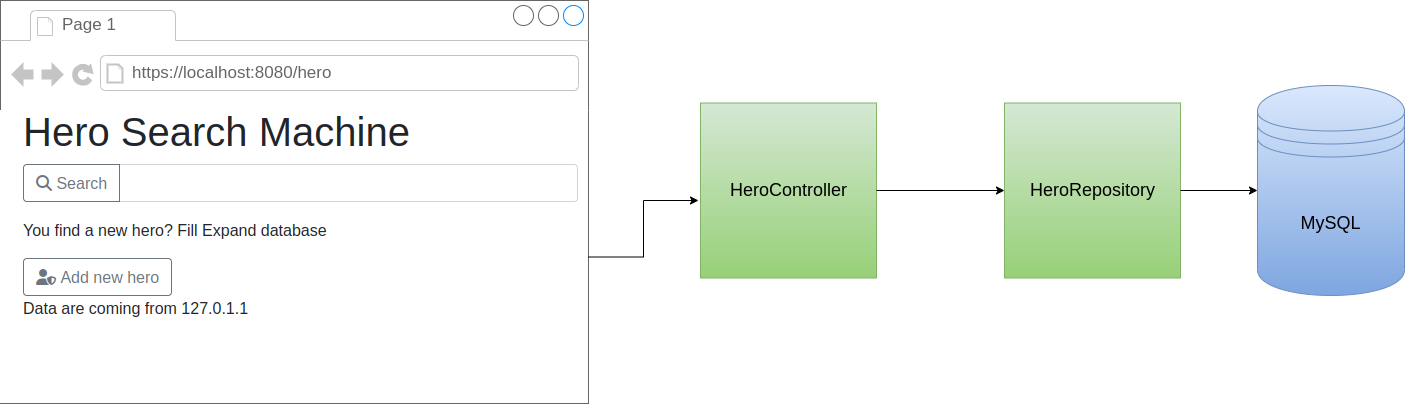 Page 1
https://localhost:8080/hero
Hero Search Machine
Search
You find a new hero? Fill Expand database
Add new hero
Data are coming from 127.0.1.1
HeroController
HeroRepository
MySQL